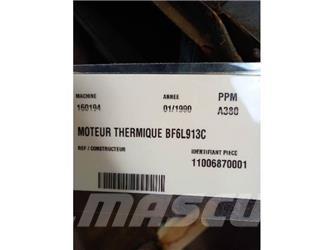 MACHINE ANNEE PPM
160194 01/1990 A380
MOTEUR THERMIQUE BF6L913C
REF / CONSTRUCTEUR IDENTIFIANT PIECE
11006870001
MASCUS